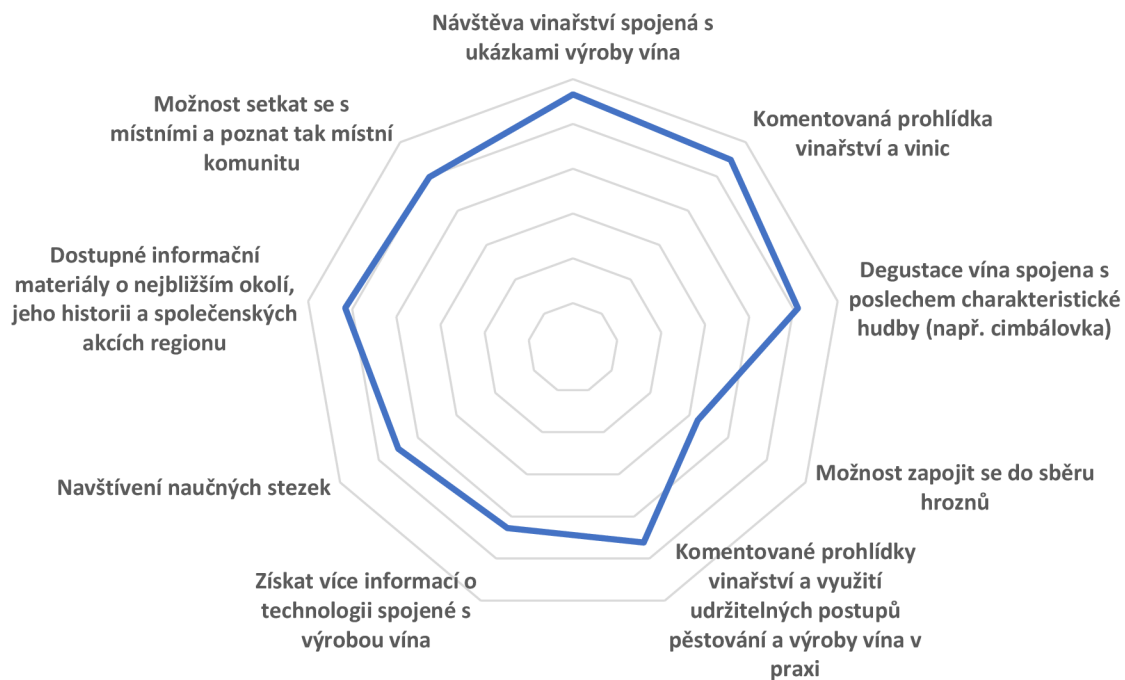 Návštěva vinařství spojená s
ukázkami výroby vína
Komentovaná prohlídka
vinařství a vinic
Degustace vína spojena s
poslechem charakteristické
hudby (např. cimbálovka)
Možnost zapojit se do sběru
hroznů
Komentované prohlídky
vinařství a využití
udržitelných postupů
pěstování a výroby vína v
praxi
Získat více informací o
technologii spojené s
výrobou vína
Navštívení naučných stezek
Dostupné informační
materiály o nejbližším okolí,
jeho historii a společenských
akcích regionu
Možnost setkat se s
místními a poznat tak místní
komunitu